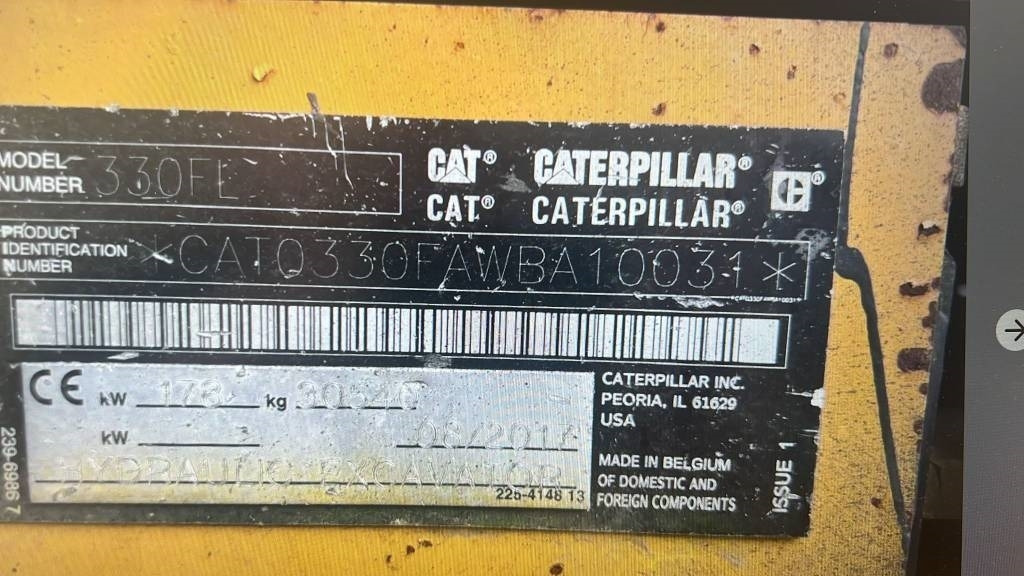 MODEL
NUMBER 330FL
CAT® CATERPILLAR®
CAT® CATERPILLAR®
PRODUCT
IDENTIFICATION
NUMBER *CAT0330FAWBA10031*
CE kW 178 kg
kW
HYDRAULIC EXCAVATOR
225-4148 13
CATERPILLAR INC.
PEORIA, IL 61629
USA
MADE IN BELGIUM
OF DOMESTIC AND
FOREIGN COMPONENTS
ISSUE 1
239-6986 7